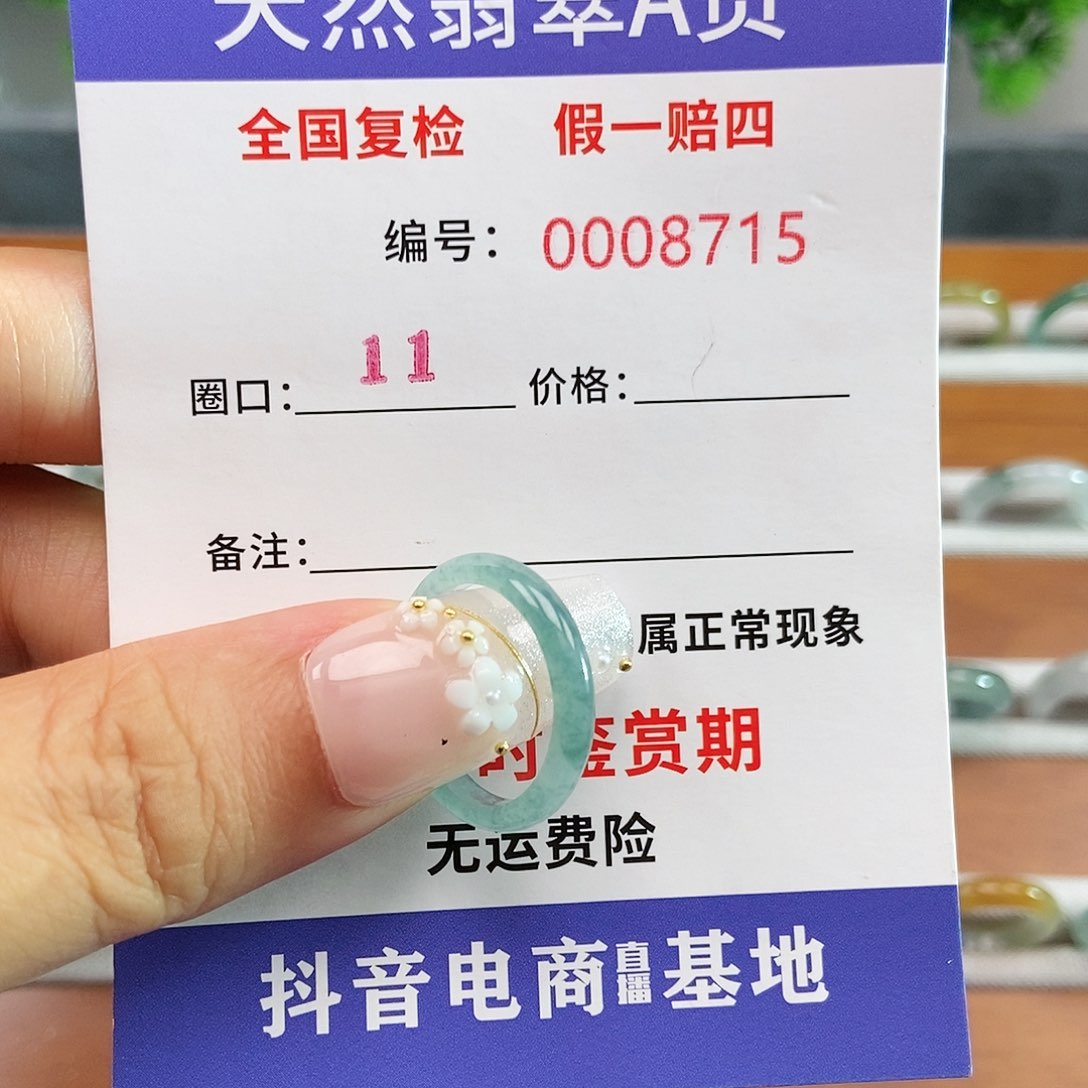 天然翡翠A货
全国复检 假一赔四
编号：0008715
圈口：11 价格：
备注：
属正常现象
时鉴赏期
无运费险
抖音电商直播基地